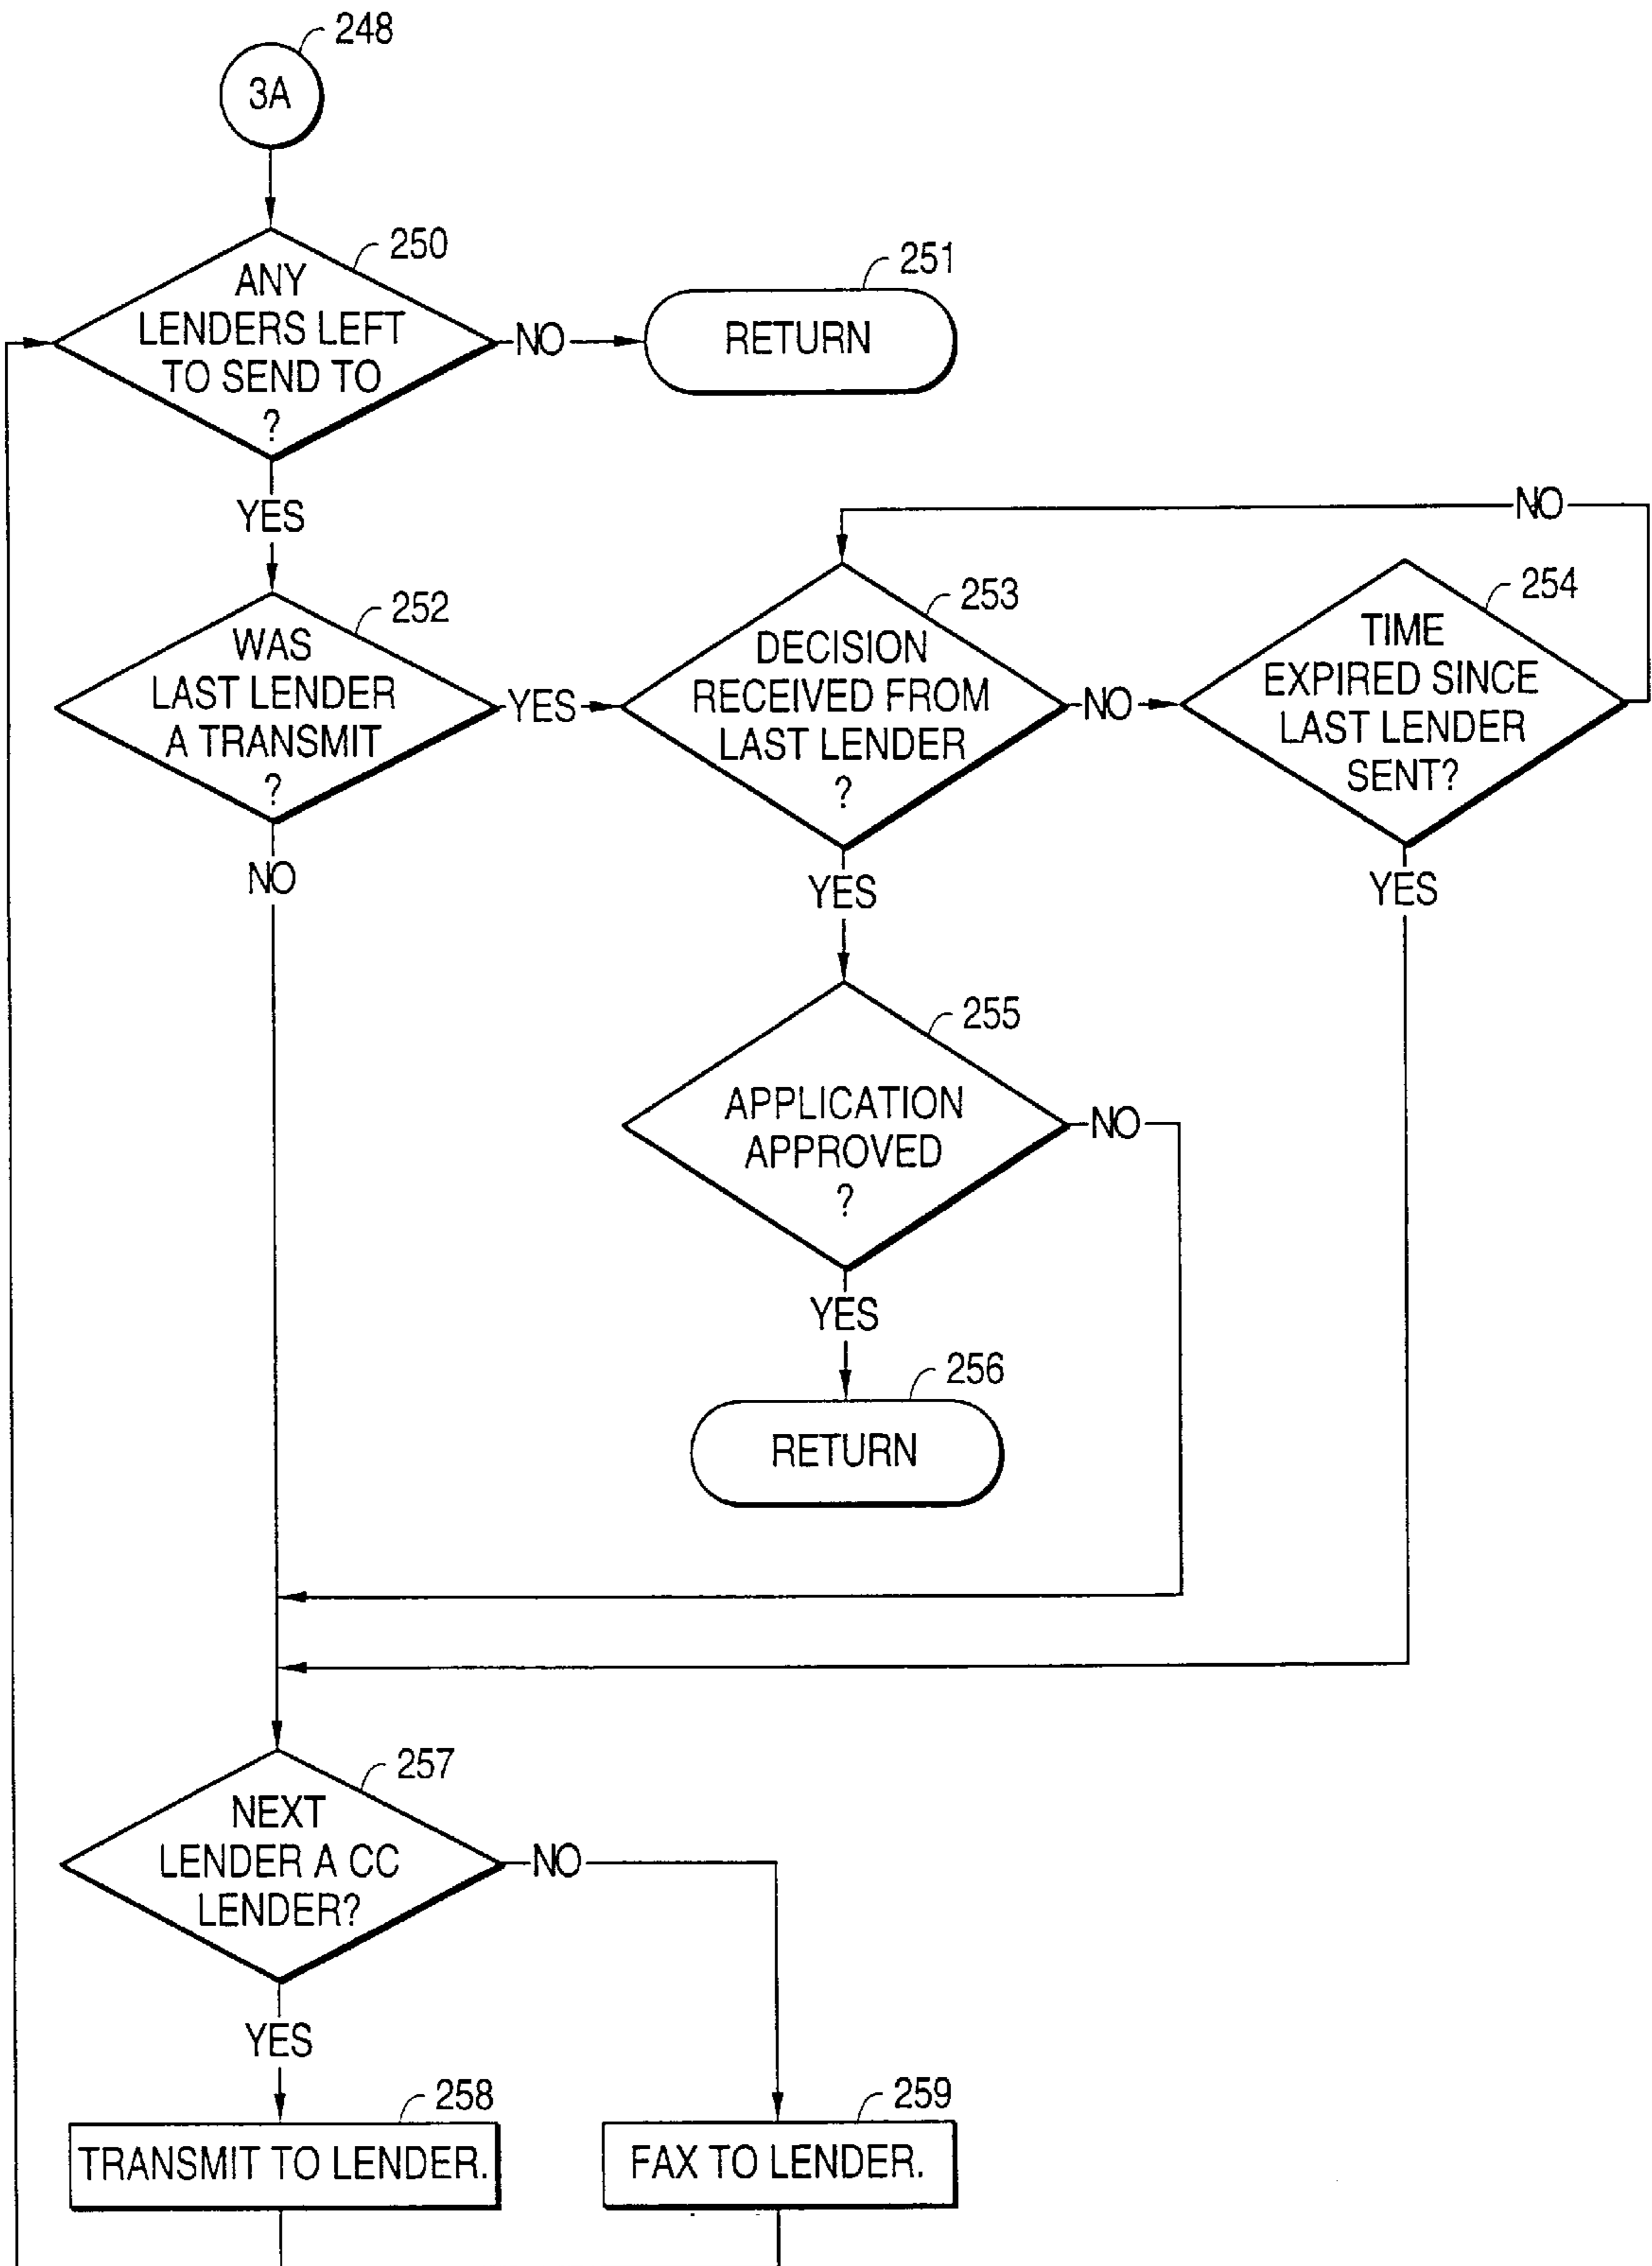 248
3A
250
ANY
LENDERS LEFT
TO SEND TO
?
NO
251
RETURN
YES
NO
252
WAS
LAST LENDER
A TRANSMIT
?
YES
253
DECISION
RECEIVED FROM
LAST LENDER
?
NO
254
TIME
EXPIRED SINCE
LAST LENDER
SENT?
NO
YES
YES
255
APPLICATION
APPROVED
?
NO
YES
256
RETURN
257
NEXT
LENDER A CC
LENDER?
NO
YES
258
TRANSMIT TO LENDER.
259
FAX TO LENDER.